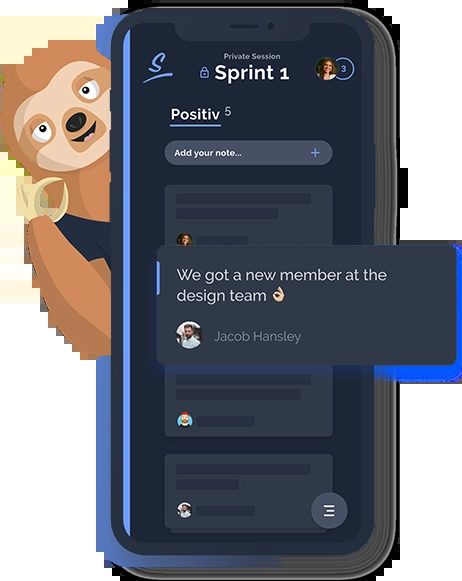 S
Private Session
Sprint 1
3
Positiv 5
Add your note...
+
We got a new member at the
design team 👌🏼
Jacob Hansley